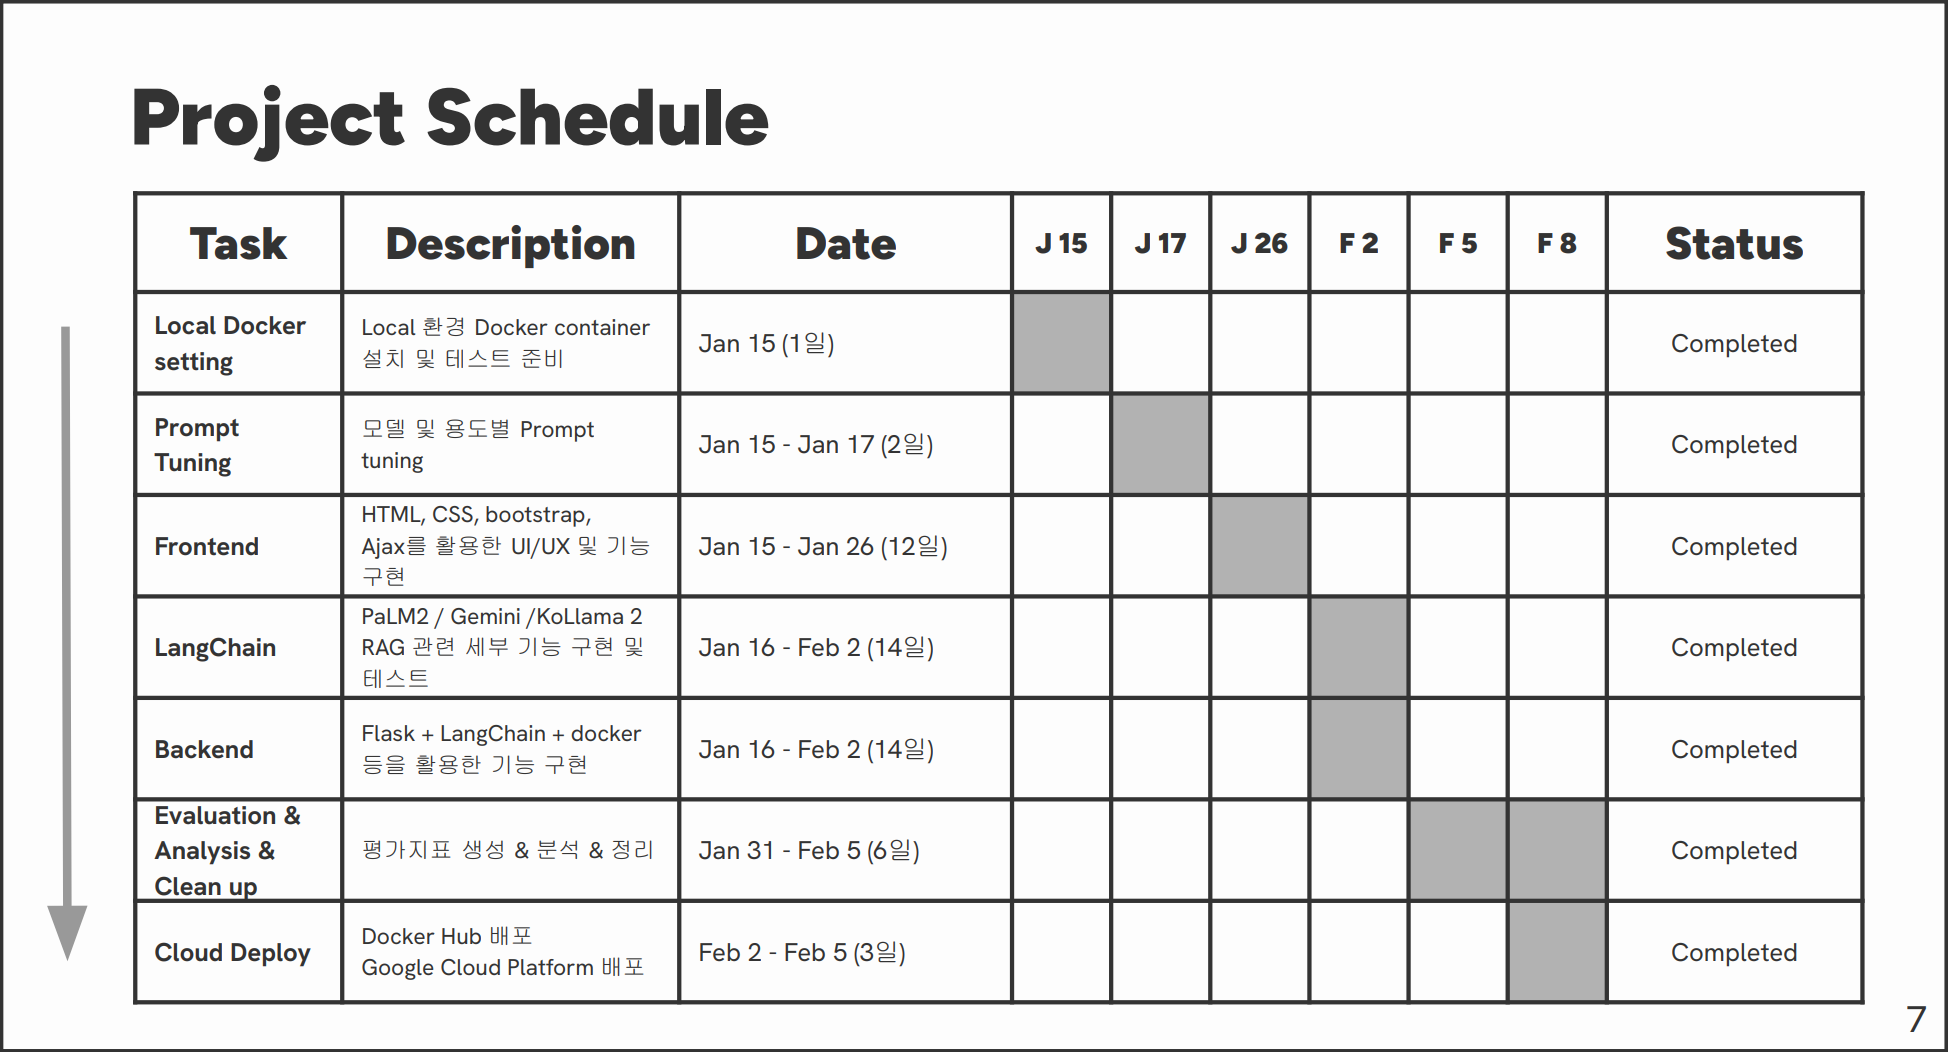 Project Schedule
Task Description Date J 15 J 17 J 26 F 2 F 5 F 8 Status
Local Docker
setting
Local 환경 Docker container
설치 및 테스트 준비
Jan 15 (1일)
Completed
Prompt
Tuning
모델 및 용도별 Prompt
tuning
Jan 15 - Jan 17 (2일)
Completed
Frontend
HTML, CSS, bootstrap,
Ajax를 활용한 UI/UX 및 기능
구현
Jan 15 - Jan 26 (12일)
Completed
LangChain
PaLM2 / Gemini /KoLlama 2
RAG 관련 세부 기능 구현 및
테스트
Jan 16 - Feb 2 (14일)
Completed
Backend
Flask + LangChain + docker
등을 활용한 기능 구현
Jan 16 - Feb 2 (14일)
Completed
Evaluation &
Analysis &
Clean up
평가지표 생성 & 분석 & 정리
Jan 31 - Feb 5 (6일)
Completed
Cloud Deploy
Docker Hub 배포
Google Cloud Platform 배포
Feb 2 - Feb 5 (3일)
Completed
7